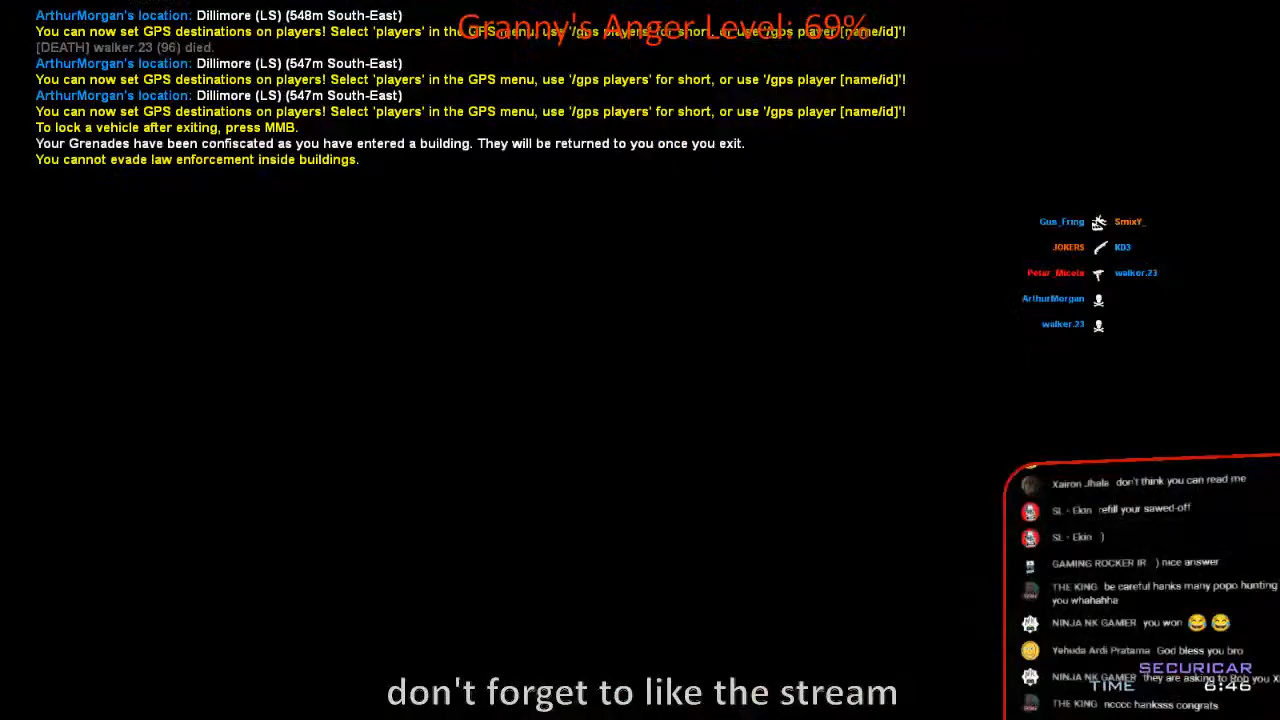 ArthurMorgan's location: Dillimore (LS) (548m South-East)
You can now set GPS destinations on players! Select 'players' in the GPS menu, use '/gps players' for short, or use '/gps player [name/id]'!
Granny's Anger Level: 69%
[DEATH] walker.23 (96) died.
ArthurMorgan's location: Dillimore (LS) (547m South-East)
You can now set GPS destinations on players! Select 'players' in the GPS menu, use '/gps players' for short, or use '/gps player [name/id]'!
ArthurMorgan's location: Dillimore (LS) (547m South-East)
You can now set GPS destinations on players! Select 'players' in the GPS menu, use '/gps players' for short, or use '/gps player [name/id]'!
To lock a vehicle after exiting, press MMB.
Your Grenades have been confiscated as you have entered a building. They will be returned to you once you exit.
You cannot evade law enforcement inside buildings.
Gus_Fring SmixY_
JOKERS KD3
walker.23
ArthurMorgan
walker.23
Xairon Jhala don't think you can read me
SL - Ekin refill your sawed-off
SL - Ekin )
GAMING ROCKER IR ) nice answer
THE KING be careful hanks many popo hunting
you whahahha
NINJA NK GAMER you won 😂 😂
Yehuda Ardi Pratama God bless you bro
SECURICAR
NINJA NK GAMER they are asking to Rob you
TIME 6:46
THE KING ncccc hanksss congrats
don't forget to like the stream